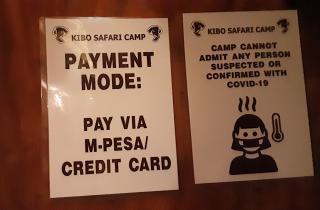 KIBO SAFARI CAMP
PAYMENT
MODE:
PAY VIA
M-PESA/
CREDIT CARD
KIBO SAFARI CAMP
CAMP CANNOT
ADMIT ANY PERSON
SUSPECTED OR
CONFIRMED WITH
COVID-19